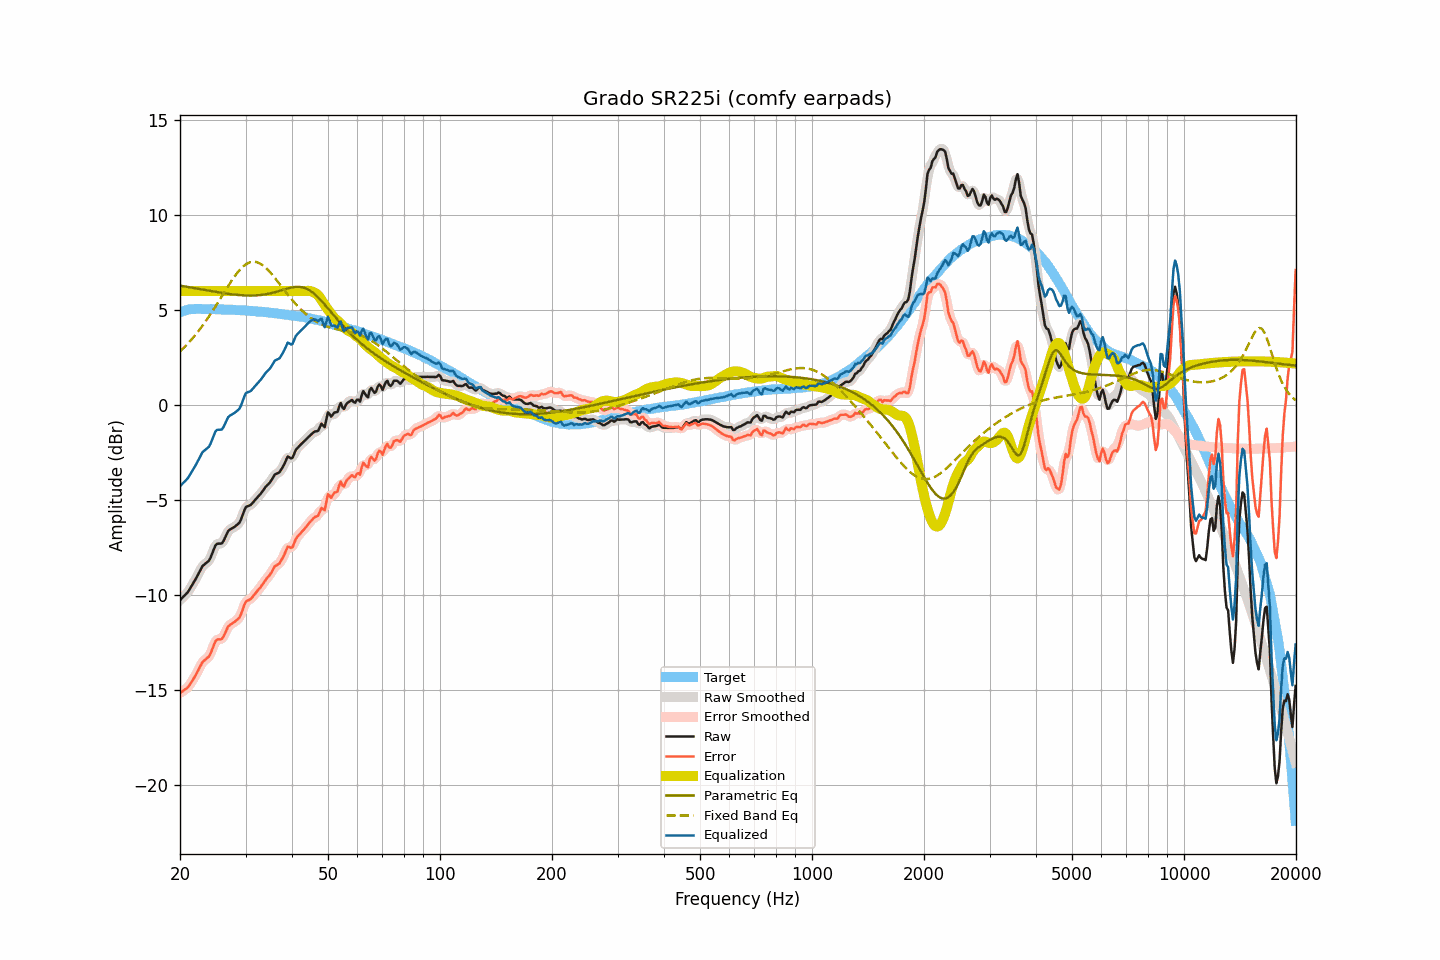 Grado SR225i (comfy earpads)
15
10
5
0
−5
−10
−15
−20
Amplitude (dBr)
Target
Raw Smoothed
Error Smoothed
Raw
Error
Equalization
Parametric Eq
Fixed Band Eq
Equalized
20 50 100 200 500 1000 2000 5000 10000 20000
Frequency (Hz)